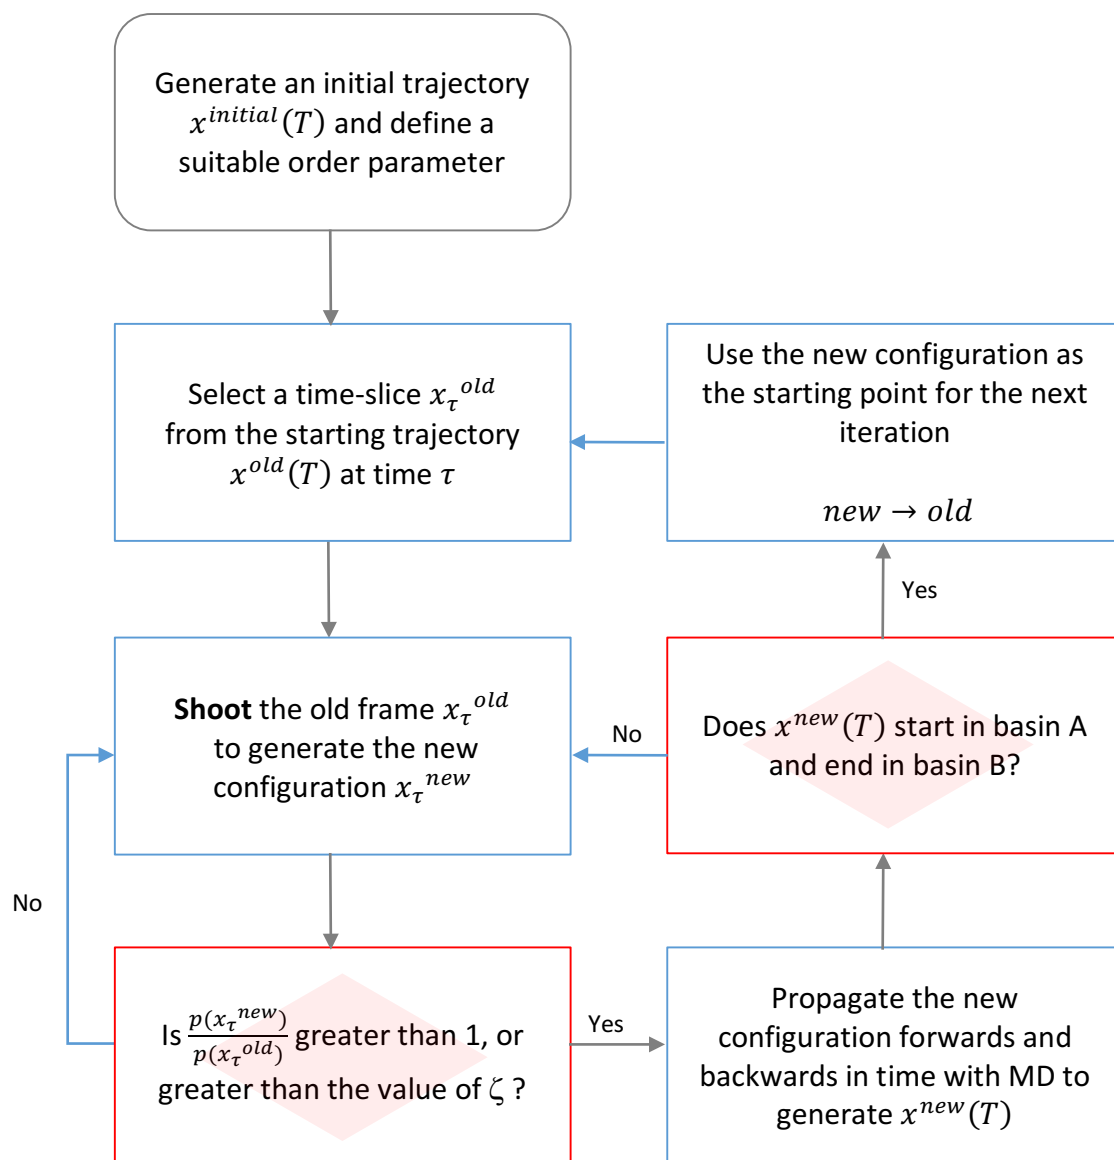 Generate an initial trajectory
x^{initial}(T) and define a
suitable order parameter
Select a time-slice x_τ^{old}
from the starting trajectory
x^{old}(T) at time τ
Use the new configuration as
the starting point for the next
iteration
new → old
Yes
Shoot the old frame x_τ^{old}
to generate the new
configuration x_τ^{new}
No
Does x^{new}(T) start in basin A
and end in basin B?
No
Is p(x_τ^{new})/p(x_τ^{old}) greater than 1, or
greater than the value of ζ ?
Yes
Propagate the new
configuration forwards and
backwards in time with MD to
generate x^{new}(T)